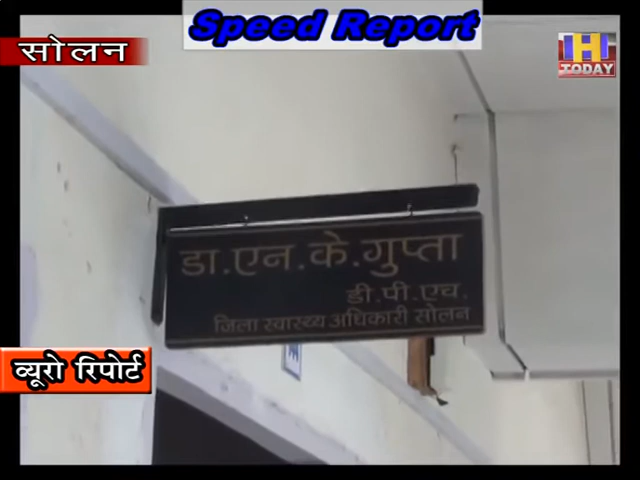 Speed Report
सोलन
H
TODAY
डा.एन.के.गुप्ता
डी.पी.एच.
जिला स्वास्थ्य अधिकारी सोलन
व्यूरो रिपोर्ट